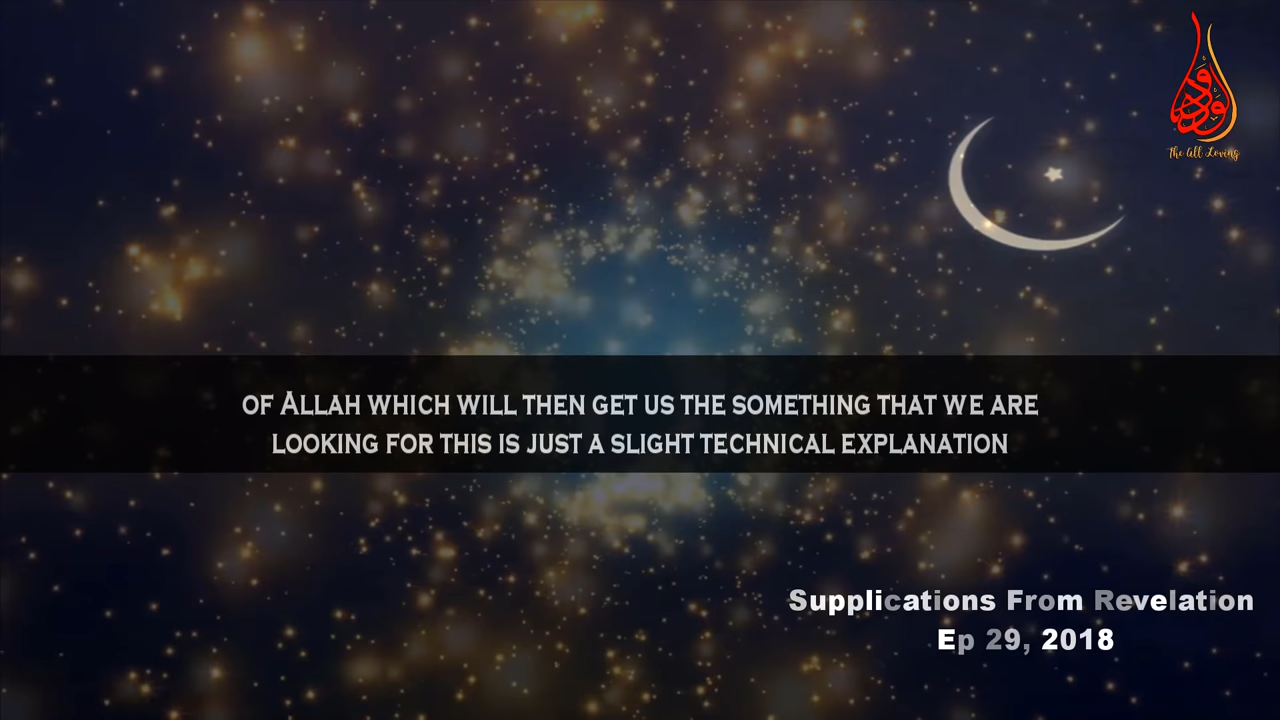 الودود
The All Loving
OF ALLAH WHICH WILL THEN GET US THE SOMETHING THAT WE ARE
LOOKING FOR THIS IS JUST A SLIGHT TECHNICAL EXPLANATION
Supplications From Revelation
Ep 29, 2018